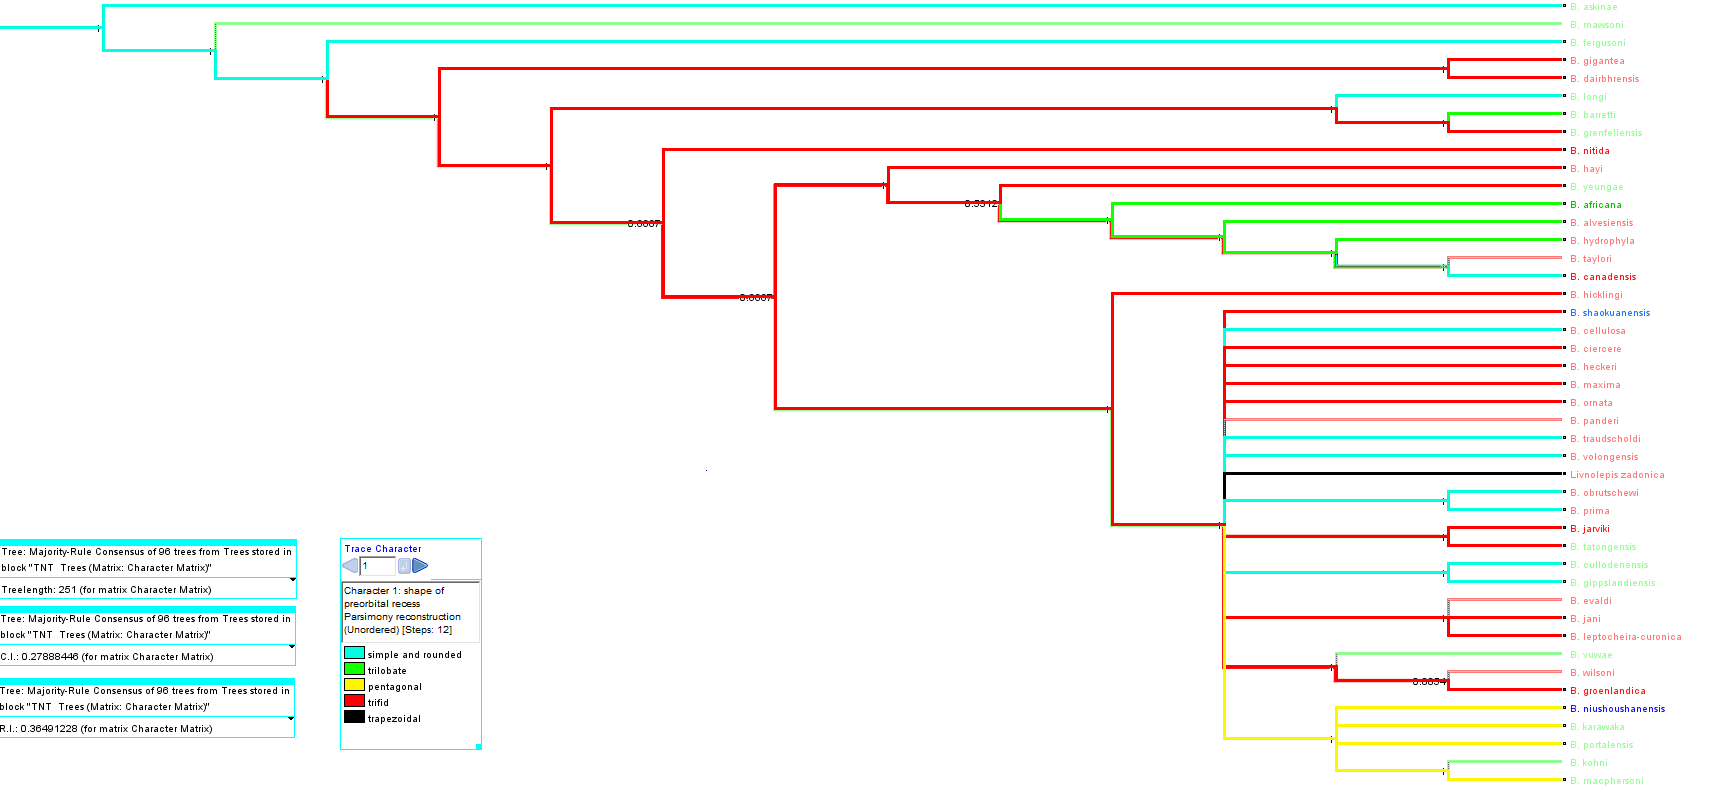 B. askinae
B. mawsoni
B. fergusoni
B. gigantea
B. dairbhrensis
B. longi
B. barretti
B. grenfellensis
B. nitida
B. hayi
B. yeungae
B. africana
B. alvesiensis
B. hydrophyla
B. taylori
B. canadensis
B. hicklingi
B. shaokuanensis
B. cellulosa
B. ciercere
B. heckeri
B. maxima
B. ornata
B. panderi
B. traudscholdi
B. volongensis
Livnolepis zadonica
B. obrutschewi
B. prima
B. jarviki
B. tatongensis
B. cullodenensis
B. gippslandiensis
B. evaldi
B. jani
B. leptocheira-curonica
B. vuwae
B. wilsoni
B. groenlandica
B. niushoushanensis
B. karawaka
B. portalensis
B. kohni
B. macphersoni
Tree: Majority-Rule Consensus of 96 trees from Trees stored in
block "TNT Trees (Matrix: Character Matrix)"
Treelength: 251 (for matrix Character Matrix)
Tree: Majority-Rule Consensus of 96 trees from Trees stored in
block "TNT Trees (Matrix: Character Matrix)"
C.I.: 0.27888446 (for matrix Character Matrix)
Tree: Majority-Rule Consensus of 96 trees from Trees stored in
block "TNT Trees (Matrix: Character Matrix)"
R.I.: 0.36491228 (for matrix Character Matrix)
Trace Character
1
Character 1: shape of
preorbital recess
Parsimony reconstruction
(Unordered) [Steps: 12]
simple and rounded
trilobate
pentagonal
trifid
trapezoidal